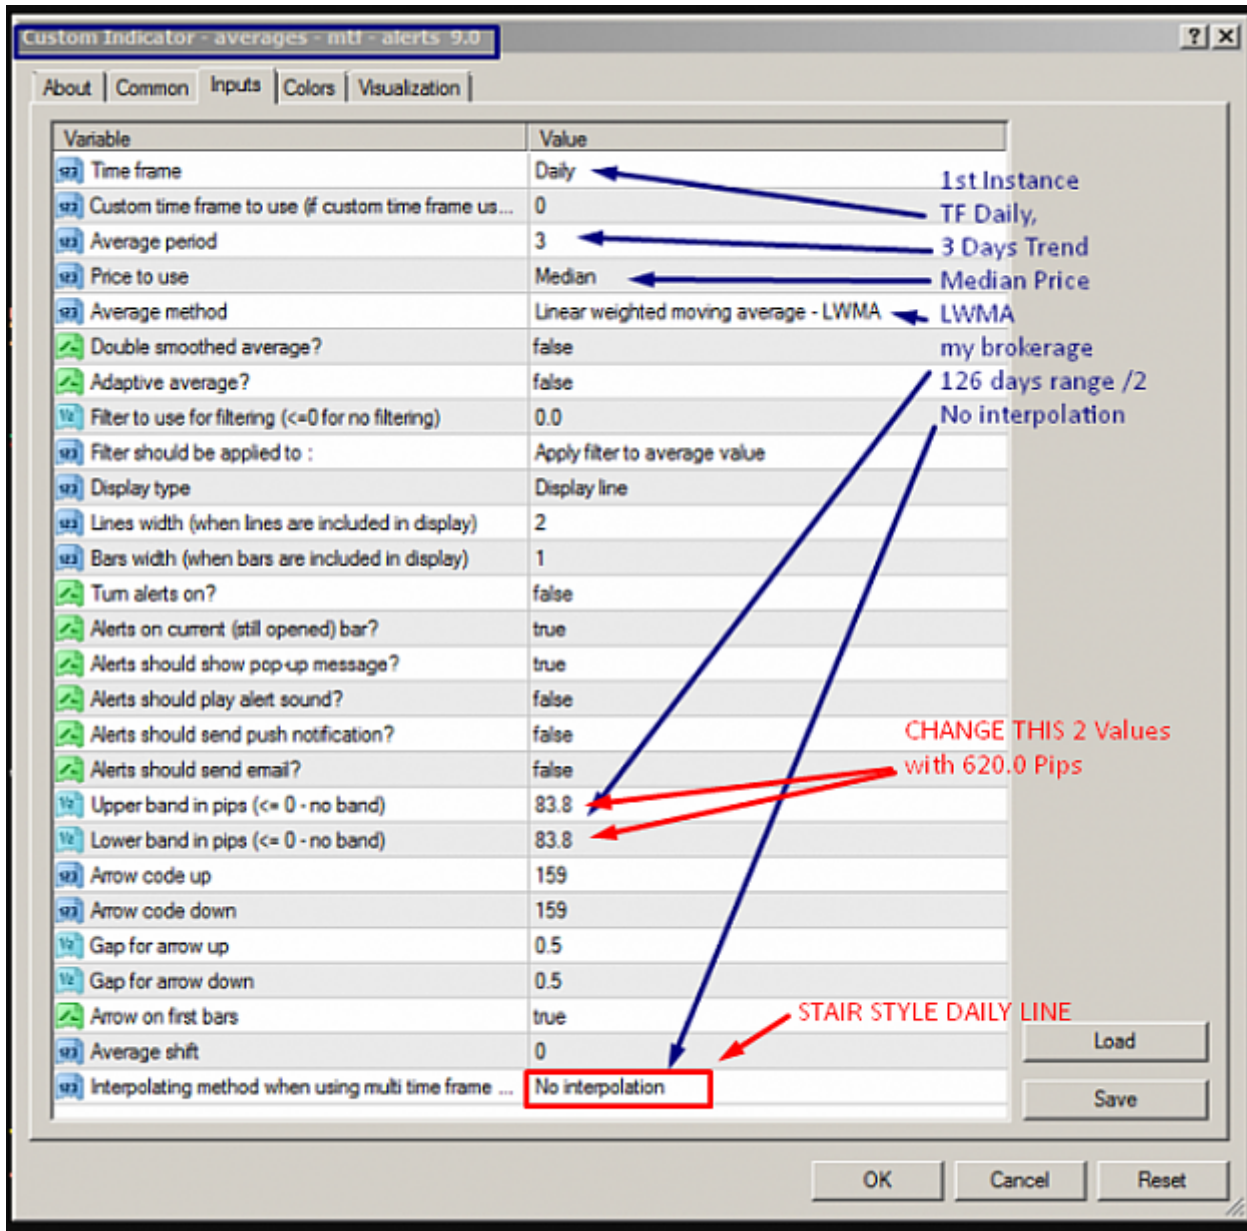 Custom Indicator - averages - mtf - alerts 9.0
? x
About Common Inputs Colors Visualization
Variable Value
Time frame Daily
Custom time frame to use (if custom time frame us... 0
Average period 3
Price to use Median
Average method Linear weighted moving average - LWMA
Double smoothed average? false
Adaptive average? false
Filter to use for filtering (<=0 for no filtering) 0.0
Filter should be applied to : Apply filter to average value
Display type Display line
Lines width (when lines are included in display) 2
Bars width (when bars are included in display) 1
Turn alerts on? false
Alerts on current (still opened) bar? true
Alerts should show pop-up message? true
Alerts should play alert sound? false
Alerts should send push notification? false
Alerts should send email? false
Upper band in pips (<= 0 - no band) 83.8
Lower band in pips (<= 0 - no band) 83.8
Arrow code up 159
Arrow code down 159
Gap for arrow up 0.5
Gap for arrow down 0.5
Arrow on first bars true
Average shift 0
Interpolating method when using multi time frame ... No interpolation
1st Instance
TF Daily,
3 Days Trend
Median Price
LWMA
my brokerage
126 days range /2
No interpolation
CHANGE THIS 2 Values
with 620.0 Pips
STAIR STYLE DAILY LINE
Load
Save
OK Cancel Reset